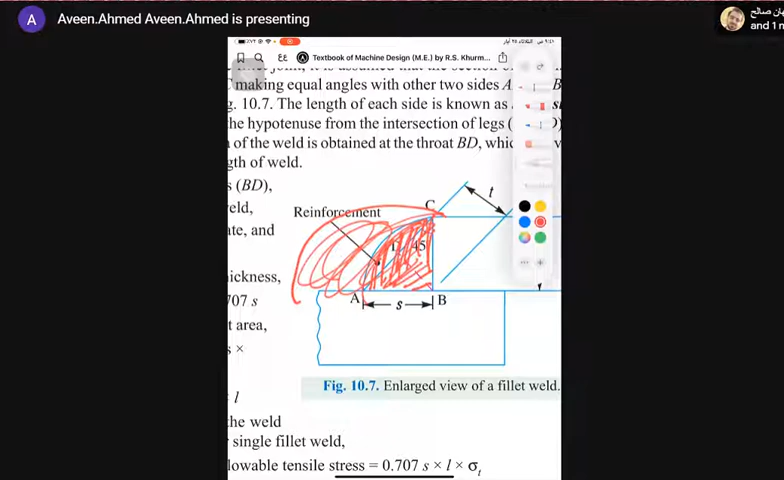 A
Aveen.Ahmed Aveen.Ahmed is presenting
and 1 m
Textbook of Machine Design (M.E.) by R.S. Khurm...
making equal angles with other two sides A
B
g. 10.7. The length of each side is known as
the hypotenuse from the intersection of legs (
of the weld is obtained at the throat BD, whic
gth of weld.
s (BD),
eld,
ate, and
ickness,
707 s
t area,
s ×
l
the weld
single fillet weld,
lowable tensile stress = 0.707 s × l × σt
Reinforcement
C
t
D
45
A
s
B
Fig. 10.7. Enlarged view of a fillet weld.